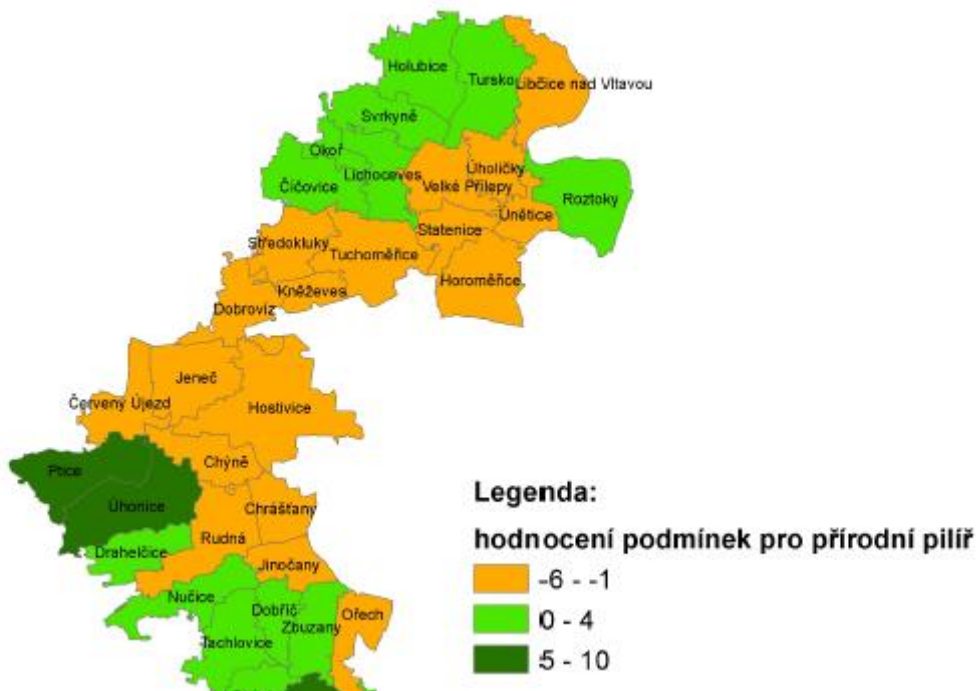 Holubice
Tursko
Libčice nad Vltavou
Svrkyně
Okoř
Lichoceves
Číčovice
Úholičky
Velké Přílepy
Roztoky
Únětice
Statenice
Středokluky
Tuchoměřice
Horoměřice
Kněževes
Dobrovíz
Jeneč
Červený Újezd
Hostivice
Chýně
Ptice
Úhonice
Chrášťany
Rudná
Drahelčice
Jinočany
Nučice
Dobříč
Ořech
Zbuzany
Tachlovice
Legenda:
hodnocení podmínek pro přírodní pilíř
-6 - -1
0 - 4
5 - 10